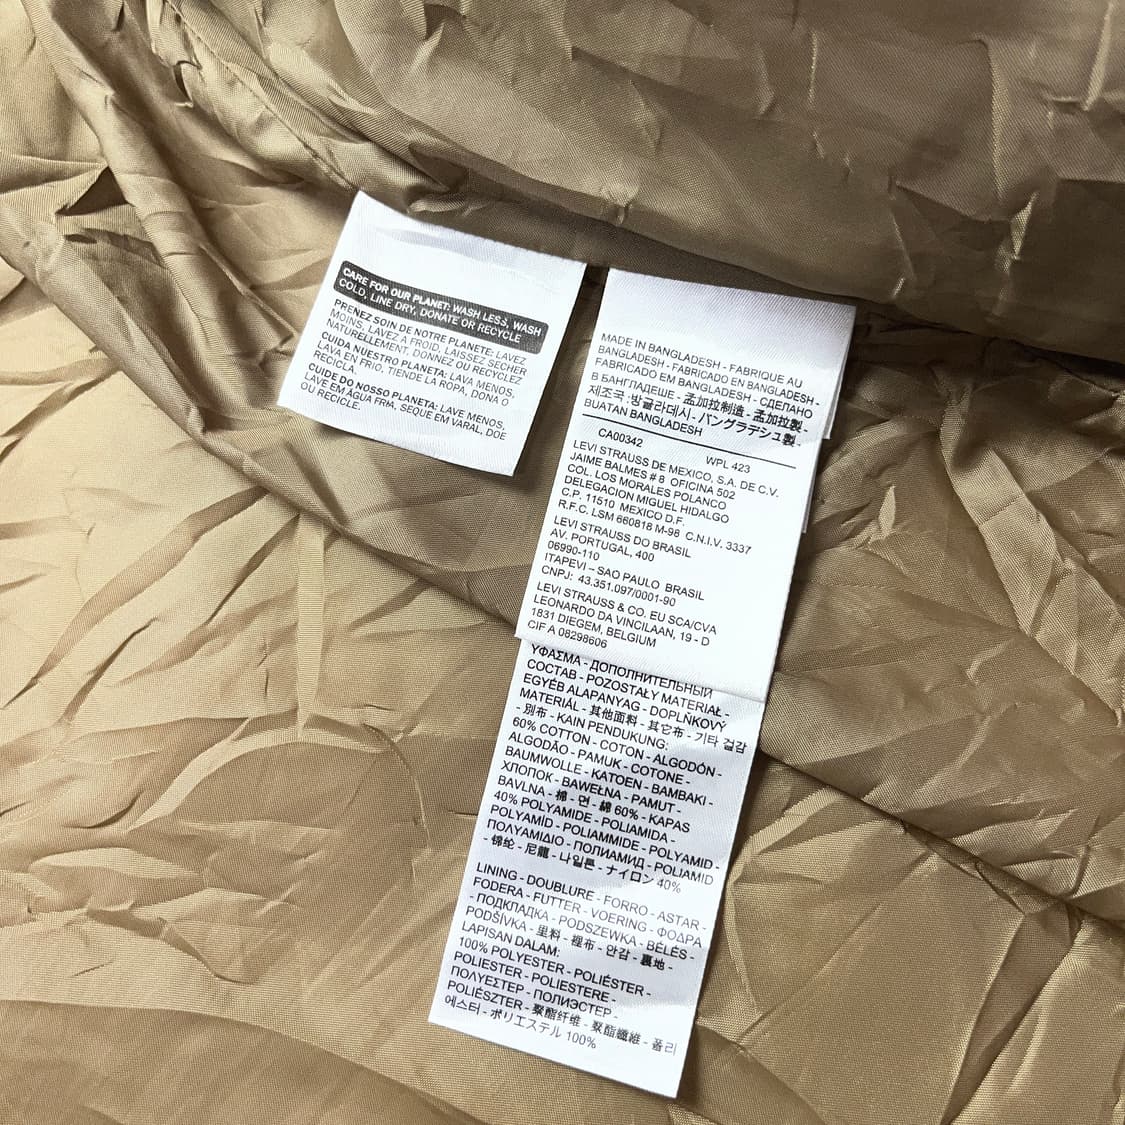 CARE FOR OUR PLANET: WASH LESS, WASH
COLD, LINE DRY, DONATE OR RECYCLE
PRENEZ SOIN DE NOTRE PLANETE: LAVEZ
MOINS, LAVEZ A FROID, LAISSEZ SECHER
NATURELLEMENT, DONNEZ OU RECYCLEZ
CUIDA NUESTRO PLANETA: LAVA MENOS,
LAVA EN FRIO, TIENDE LA ROPA, DONA O
RECICLA.
CUIDE DO NOSSO PLANETA: LAVE MENOS,
LAVE EM AGUA FRIA, SEQUE EM VARAL, DOE
OU RECICLE.
MADE IN BANGLADESH - FABRIQUE AU
BANGLADESH - FABRICADO EN BANGLADESH -
FABRICADO EM BANGLADESH - СДЕЛАНО
В БАНГЛАДЕШЕ - 孟加拉制造 - 孟加拉製 -
제조국 :방글라데시 - バングラデシュ製 -
BUATAN BANGLADESH
CA00342 WPL 423
LEVI STRAUSS DE MEXICO, S.A. DE C.V.
JAIME BALMES # 8 OFICINA 502
COL. LOS MORALES POLANCO
DELEGACION MIGUEL HIDALGO
C.P. 11510 MEXICO D.F.
R.F.C. LSM 660818 M-98 C.N.I.V. 3337
LEVI STRAUSS DO BRASIL
AV. PORTUGAL, 400
06990-110
ITAPEVI – SAO PAULO BRASIL
CNPJ: 43.351.097/0001-90
LEVI STRAUSS & CO. EU SCA/CVA
LEONARDO DA VINCILAAN, 19 - D
1831 DIEGEM, BELGIUM
CIF A 08298606
ΥΦΑΣΜΑ - ДОПОЛНИТЕЛЬНЫЙ
СОСТАВ - POZOSTAŁY MATERIAŁ -
EGYÉB ALAPANYAG - DOPLŇKOVÝ
MATERIÁL - 其他面料 - 其它布 - 기타 겉감
- 別布 - KAIN PENDUKUNG:
60% COTTON - COTON - ALGODÓN -
ALGODÃO - PAMUK - COTONE -
BAUMWOLLE - KATOEN - ΒΑΜΒΑΚΙ -
ХЛОПОК - BAWEŁNA - PAMUT -
BAVLNA - 棉 - 면 - 綿 60% - KAPAS
40% POLYAMIDE - POLIAMIDA -
POLYAMÍD - POLIAMMIDE - POLYAMID -
ΠΟΛΥΑΜΙΔΙΟ - ПОЛИАМИД - POLIAMID
- 锦纶 - 尼龍 - 나일론 - ナイロン 40%
LINING - DOUBLURE - FORRO - ASTAR -
FODERA - FUTTER - VOERING - ΦΟΔΡΑ
- ПОДКЛАДКА - PODSZEWKA - BÉLÉS -
PODŠÍVKA - 里料 - 裡布 - 안감 - 裏地 -
LAPISAN DALAM:
100% POLYESTER - POLIÉSTER -
POLIESTER - POLIESTERE -
ΠΟΛΥΕΣΤΕΡ - ПОЛИЭСТЕР -
POLIÉSZTER - 聚酯纤维 - 聚酯纖維 - 폴리
에스터 - ポリエステル 100%